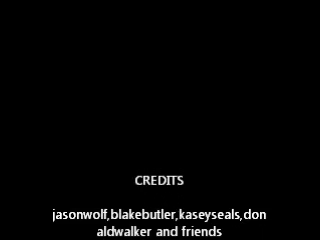 CREDITS
jasonwolf,blakebutler,kaseyseals,don
aldwalker and friends